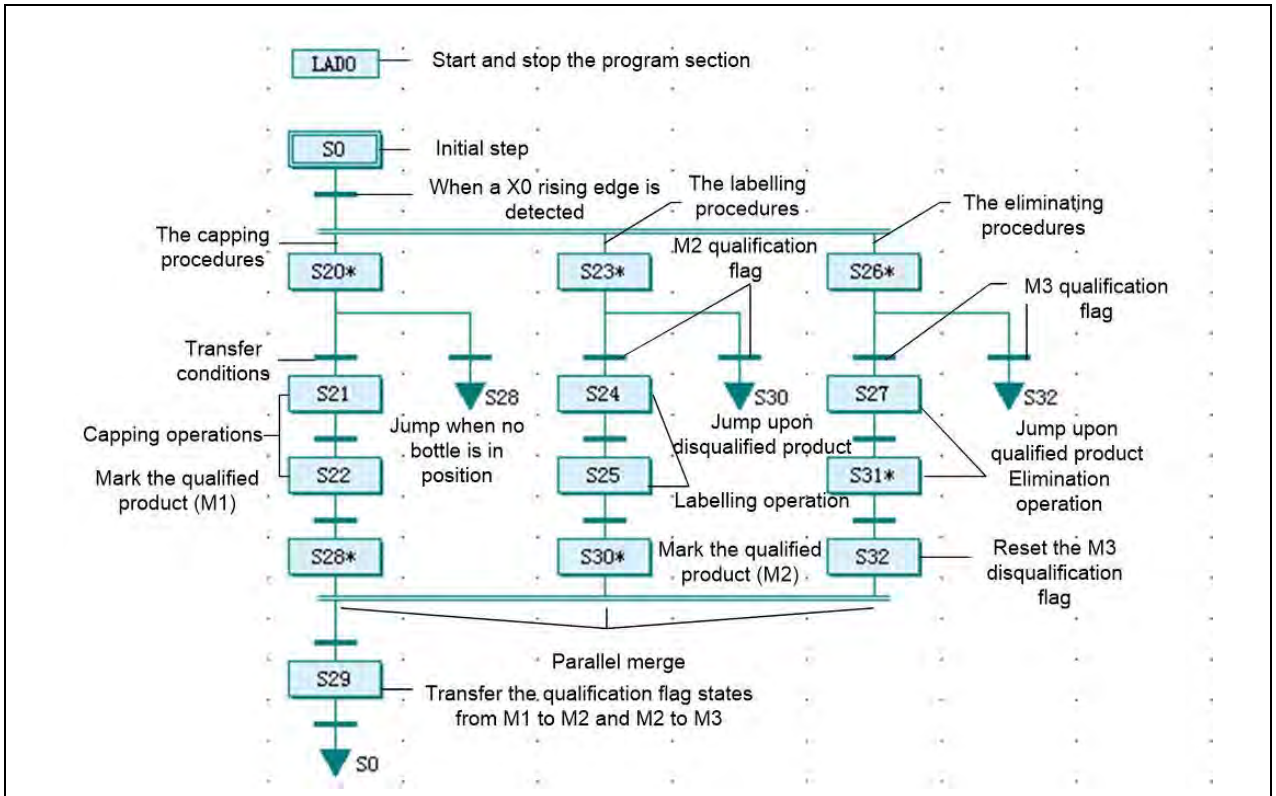 LAD0
Start and stop the program section
S0
Initial step
When a X0 rising edge is
detected
The labelling
procedures
The eliminating
procedures
The capping
procedures
M2 qualification
flag
S20*
S23*
S26*
M3 qualification
flag
Transfer
conditions
S21
S28
S24
S30
S27
S32
Capping operations
Jump when no
bottle is in
position
Jump upon
disqualified product
Jump upon
qualified product
Mark the qualified
product (M1)
S22
S25
Labelling operation
S31*
Elimination
operation
S28*
S30*
Mark the qualified
product (M2)
S32
Reset the M3
disqualification
flag
Parallel merge
S29
Transfer the qualification flag states
from M1 to M2 and M2 to M3
S0